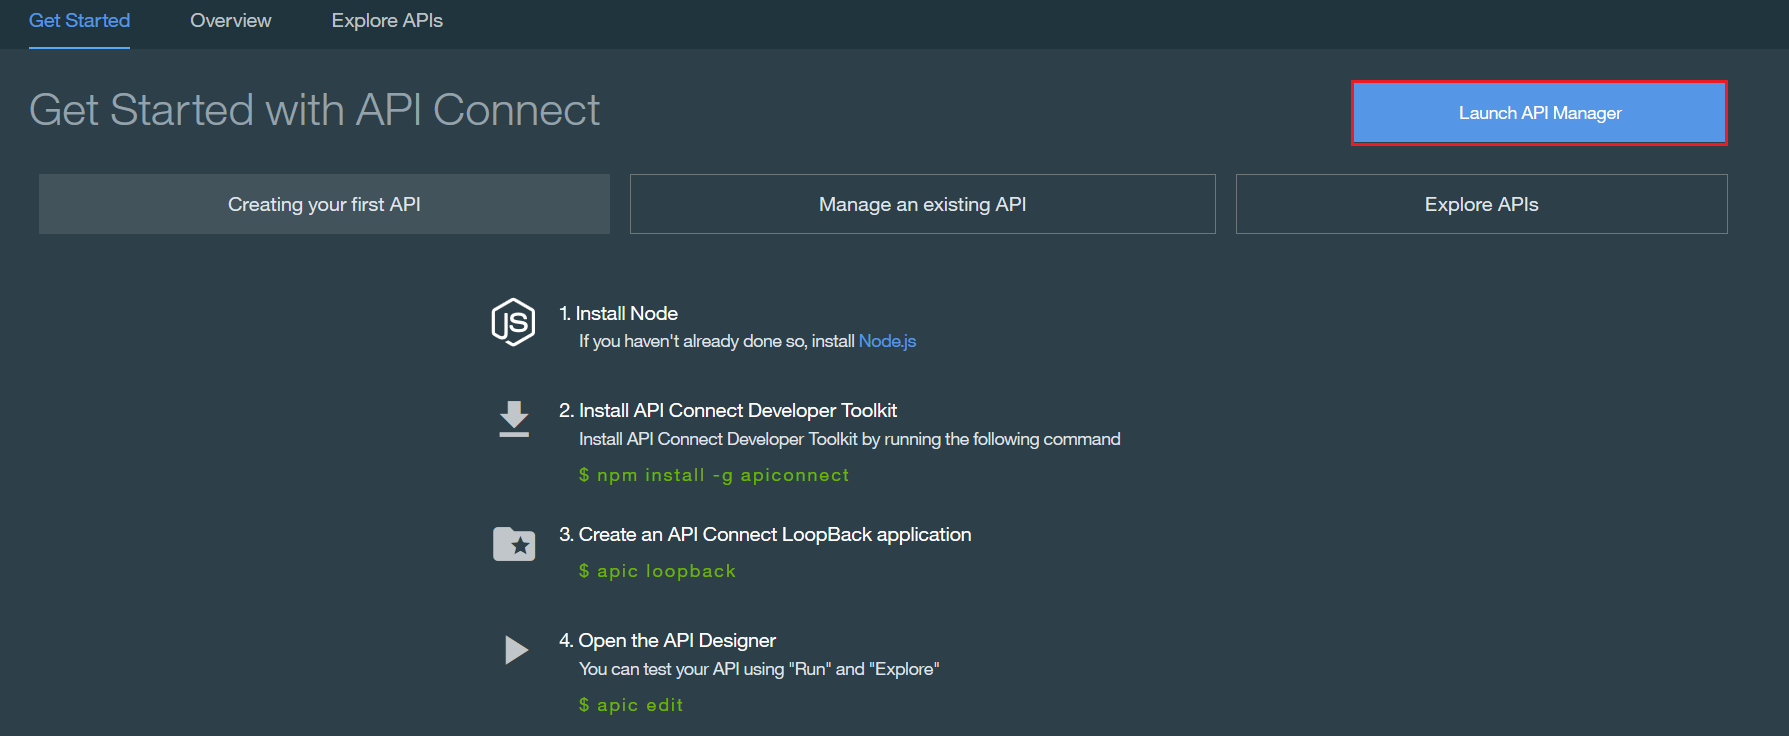 Get Started
Overview
Explore APIs
Get Started with API Connect
Launch API Manager
Creating your first API
Manage an existing API
Explore APIs
JS
1. Install Node
If you haven't already done so, install Node.js
2. Install API Connect Developer Toolkit
Install API Connect Developer Toolkit by running the following command
$ npm install -g apiconnect
3. Create an API Connect LoopBack application
$ apic loopback
4. Open the API Designer
You can test your API using "Run" and "Explore"
$ apic edit